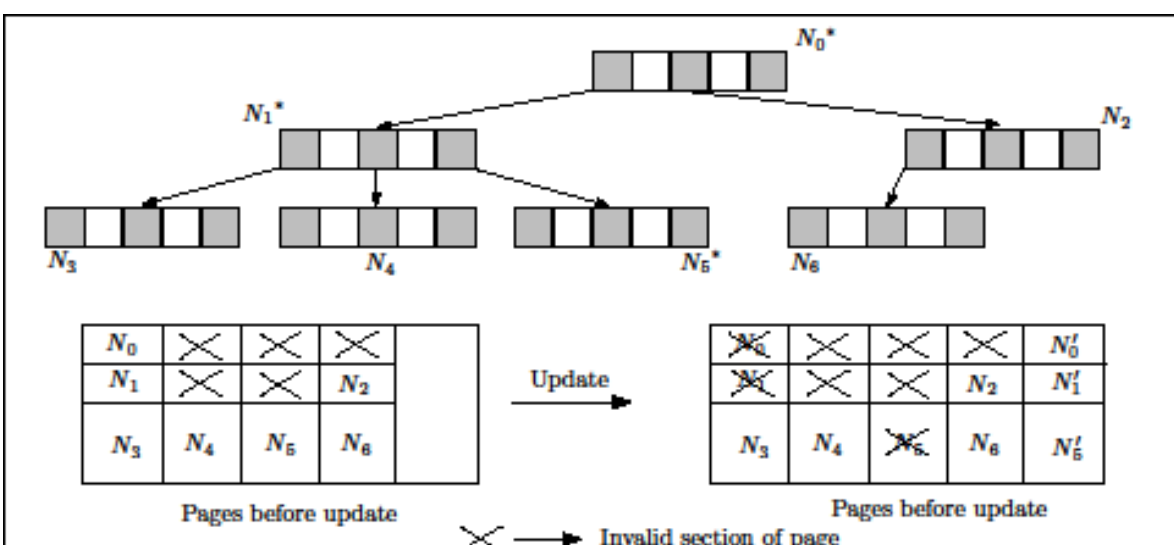 N₀*
N₁* N₂
N₃ N₄ N₅* N₆
N₀ N₀ N₀′
N₁ N₂ Update N₁ N₂ N₁′
N₃ N₄ N₅ N₆ N₃ N₄ N₅ N₆ N₅′
Pages before update Pages before update
Invalid section of page